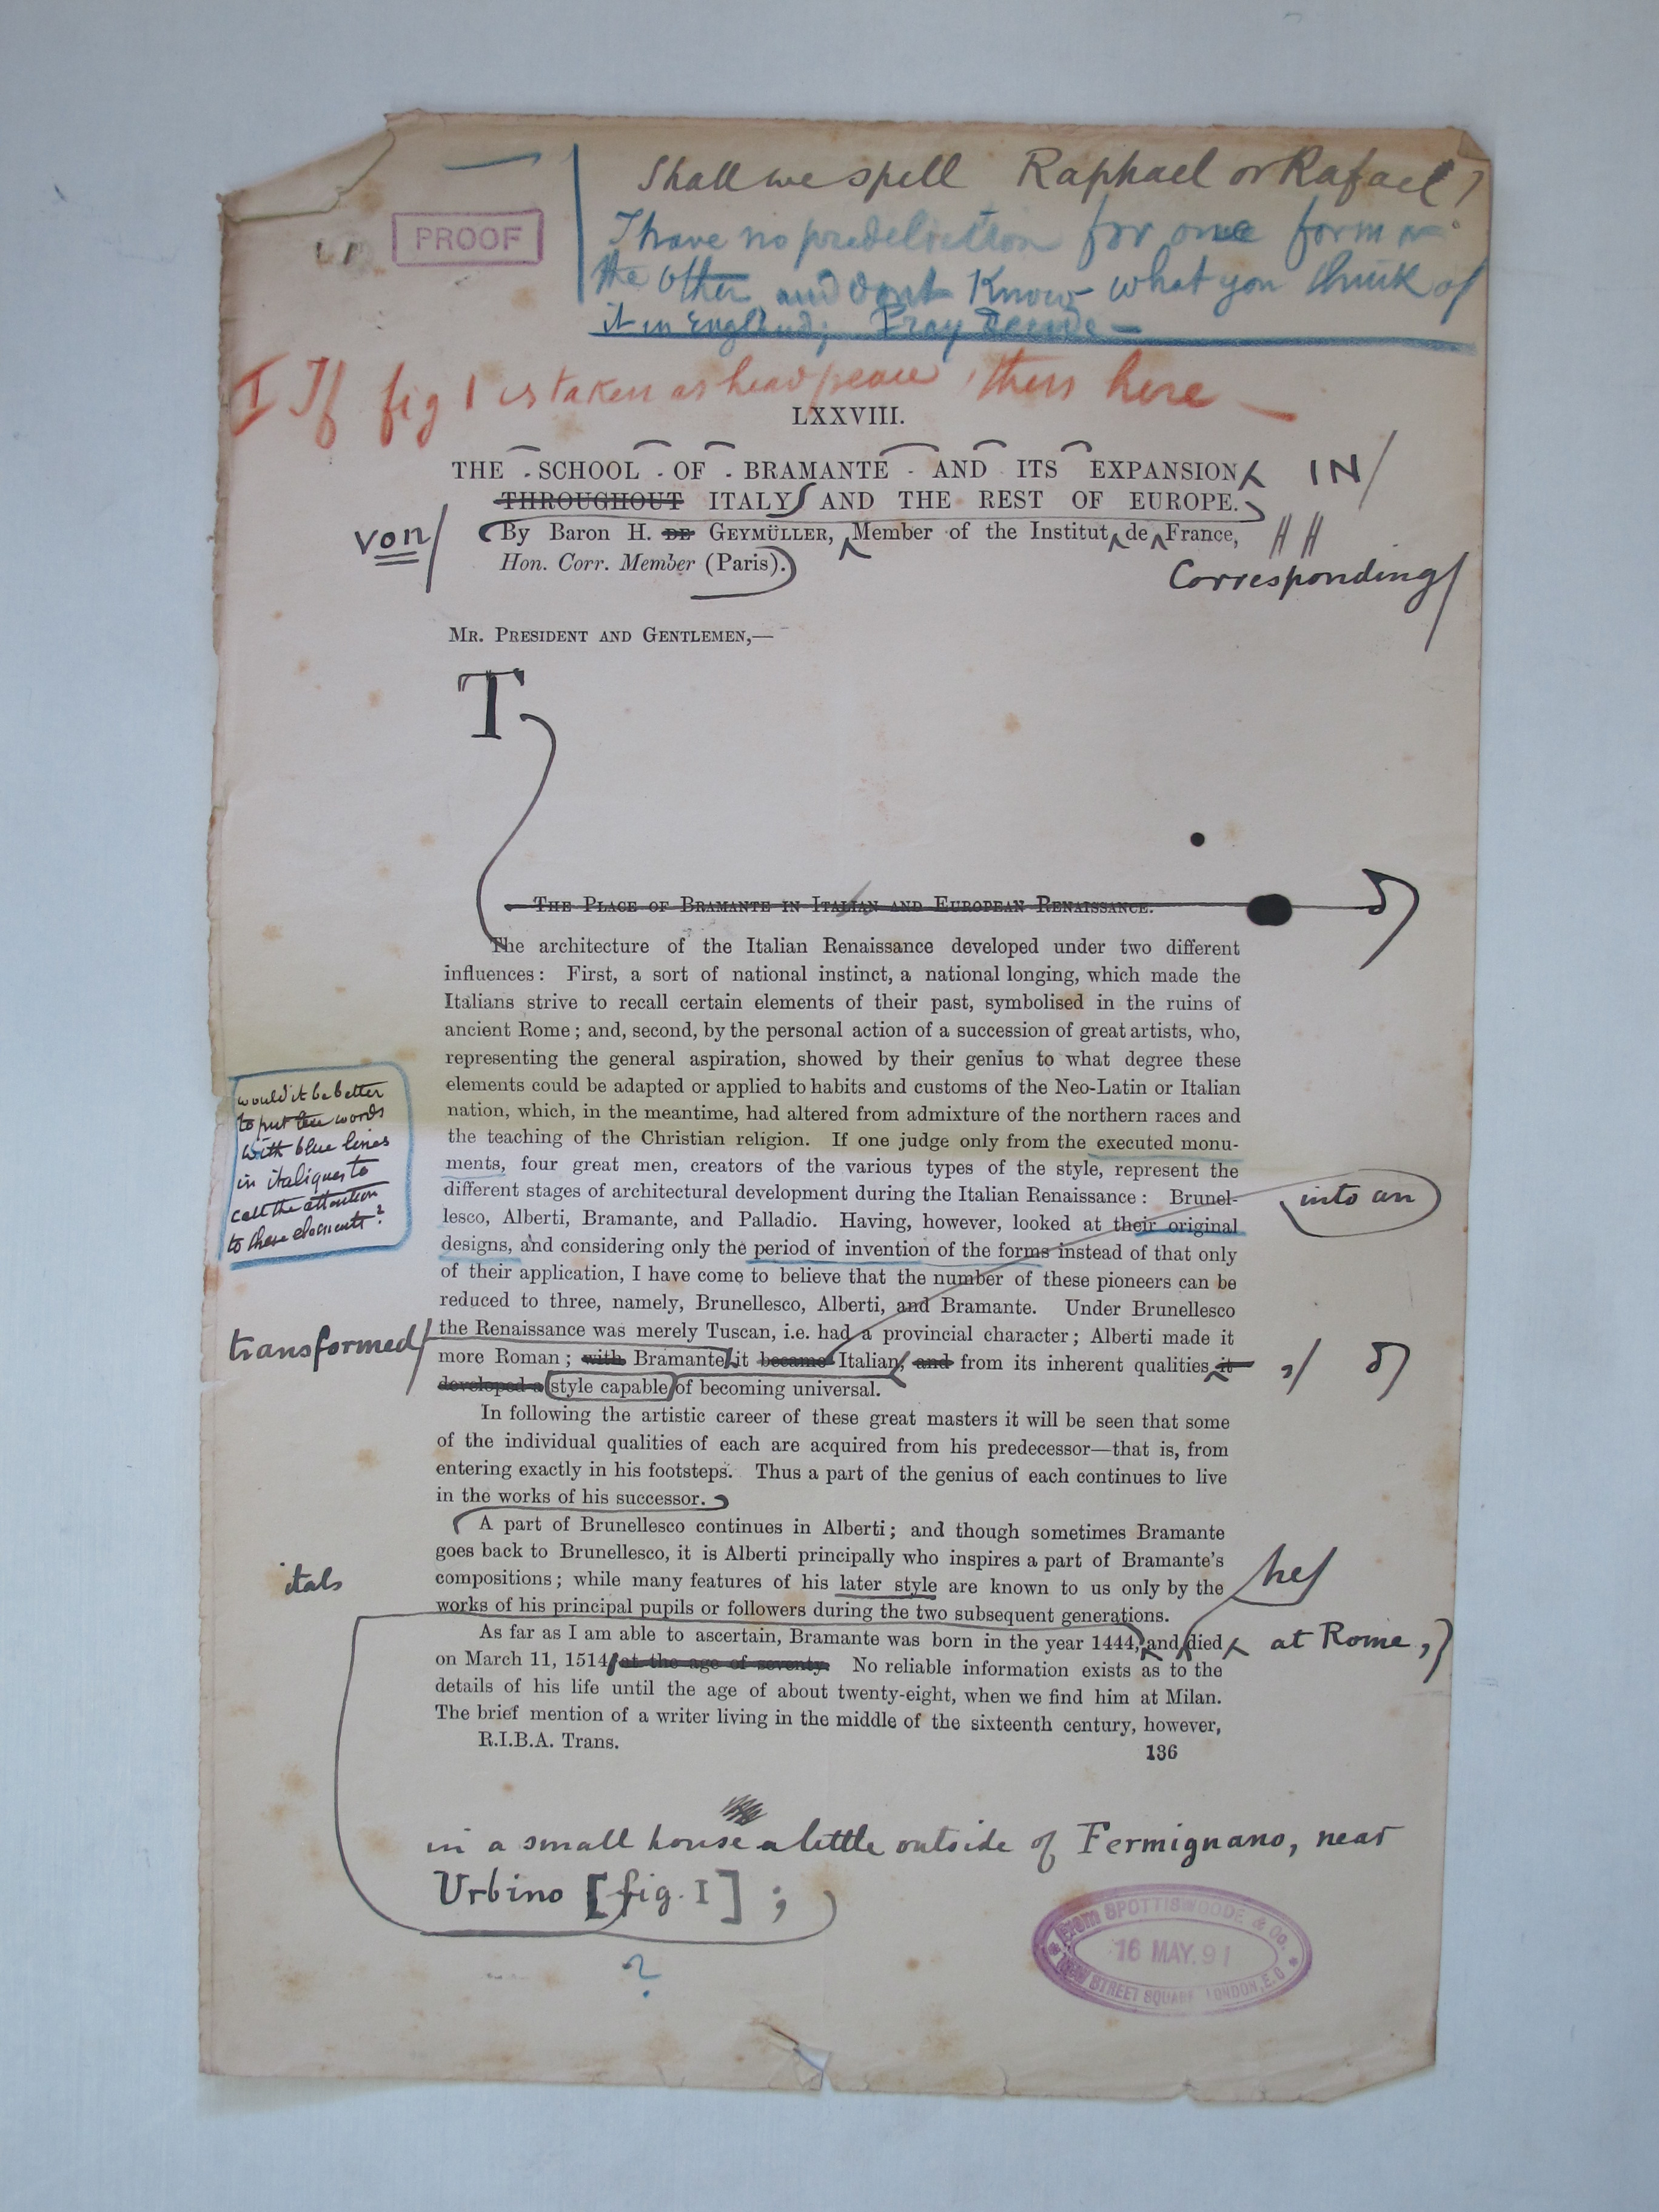 Shall we spell Raphael or Rafael?
PROOF
I have no predeliction for one form or
the other and dont Know what you think of
it in England; Pray decide —
I If fig 1 is taken as headpeace, thus here —
LXXVIII.
THE - SCHOOL - OF - BRAMANTE - AND ITS EXPANSION IN/
THROUGHOUT ITALY AND THE REST OF EUROPE.
von/ By Baron H. DE GEYMÜLLER, Member of the Institut de France,
Hon. Corr. Member (Paris).
Corresponding/
MR. PRESIDENT AND GENTLEMEN,—
T
THE PLACE OF BRAMANTE IN ITALIAN AND EUROPEAN RENAISSANCE.
The architecture of the Italian Renaissance developed under two different
influences: First, a sort of national instinct, a national longing, which made the
Italians strive to recall certain elements of their past, symbolised in the ruins of
ancient Rome; and, second, by the personal action of a succession of great artists, who,
representing the general aspiration, showed by their genius to what degree these
elements could be adapted or applied to habits and customs of the Neo-Latin or Italian
nation, which, in the meantime, had altered from admixture of the northern races and
the teaching of the Christian religion. If one judge only from the executed monu-
ments, four great men, creators of the various types of the style, represent the
different stages of architectural development during the Italian Renaissance: Brunel-
lesco, Alberti, Bramante, and Palladio. Having, however, looked at their original
designs, and considering only the period of invention of the forms instead of that only
of their application, I have come to believe that the number of these pioneers can be
reduced to three, namely, Brunellesco, Alberti, and Bramante. Under Brunellesco
the Renaissance was merely Tuscan, i.e. had a provincial character; Alberti made it
more Roman; with Bramante it became Italian, and from its inherent qualities it
developed a style capable of becoming universal.
would it be better
to put the words
with blue lines
in italiques to
call the attention
to these elements?
into an
transformed/
In following the artistic career of these great masters it will be seen that some
of the individual qualities of each are acquired from his predecessor—that is, from
entering exactly in his footsteps. Thus a part of the genius of each continues to live
in the works of his successor.
A part of Brunellesco continues in Alberti; and though sometimes Bramante
goes back to Brunellesco, it is Alberti principally who inspires a part of Bramante's
compositions; while many features of his later style are known to us only by the
works of his principal pupils or followers during the two subsequent generations.
itals
he/
As far as I am able to ascertain, Bramante was born in the year 1444, and died at Rome,
on March 11, 1514, at the age of seventy. No reliable information exists as to the
details of his life until the age of about twenty-eight, when we find him at Milan.
The brief mention of a writer living in the middle of the sixteenth century, however,
R.I.B.A. Trans.
136
in a small house a little outside of Fermignano, near
Urbino [fig. I] ;
?
From SPOTTISWOODE & Co.
16 MAY. 91
NEW STREET SQUARE LONDON, E.C